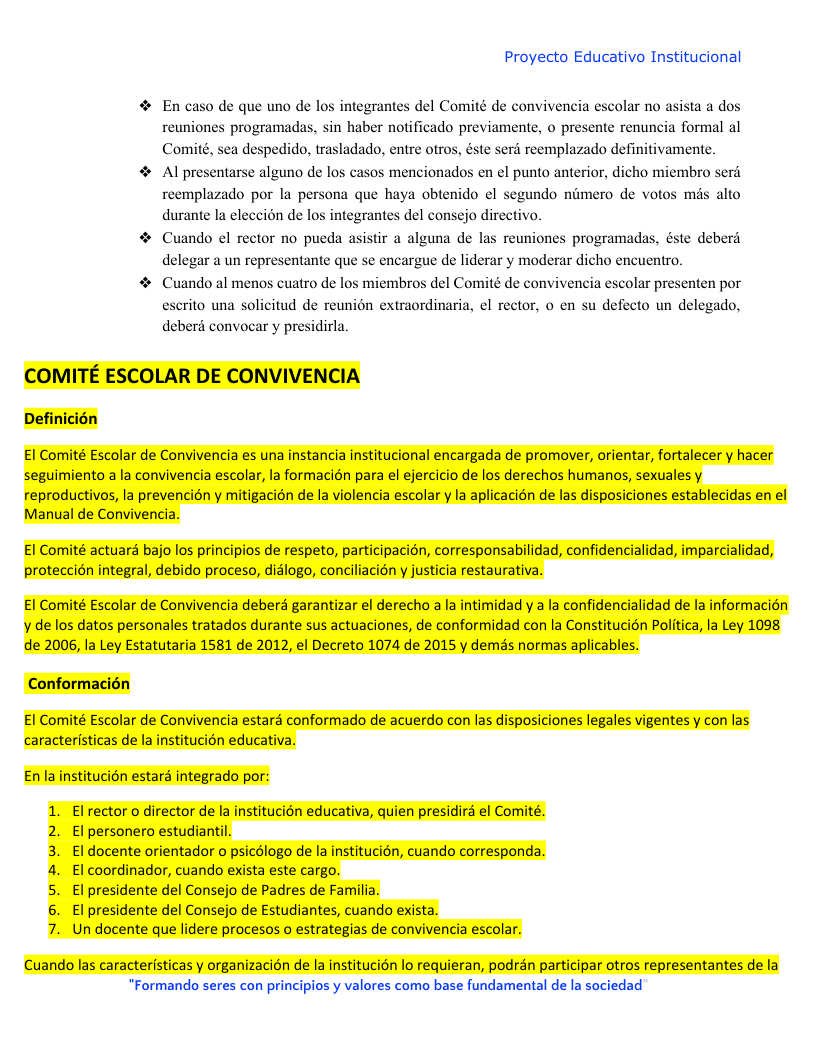 Proyecto Educativo Institucional
❖ En caso de que uno de los integrantes del Comité de convivencia escolar no asista a dos
reuniones programadas, sin haber notificado previamente, o presente renuncia formal al
Comité, sea despedido, trasladado, entre otros, éste será reemplazado definitivamente.
❖ Al presentarse alguno de los casos mencionados en el punto anterior, dicho miembro será
reemplazado por la persona que haya obtenido el segundo número de votos más alto
durante la elección de los integrantes del consejo directivo.
❖ Cuando el rector no pueda asistir a alguna de las reuniones programadas, éste deberá
delegar a un representante que se encargue de liderar y moderar dicho encuentro.
❖ Cuando al menos cuatro de los miembros del Comité de convivencia escolar presenten por
escrito una solicitud de reunión extraordinaria, el rector, o en su defecto un delegado,
deberá convocar y presidirla.
COMITÉ ESCOLAR DE CONVIVENCIA
Definición
El Comité Escolar de Convivencia es una instancia institucional encargada de promover, orientar, fortalecer y hacer
seguimiento a la convivencia escolar, la formación para el ejercicio de los derechos humanos, sexuales y
reproductivos, la prevención y mitigación de la violencia escolar y la aplicación de las disposiciones establecidas en el
Manual de Convivencia.
El Comité actuará bajo los principios de respeto, participación, corresponsabilidad, confidencialidad, imparcialidad,
protección integral, debido proceso, diálogo, conciliación y justicia restaurativa.
El Comité Escolar de Convivencia deberá garantizar el derecho a la intimidad y a la confidencialidad de la información
y de los datos personales tratados durante sus actuaciones, de conformidad con la Constitución Política, la Ley 1098
de 2006, la Ley Estatutaria 1581 de 2012, el Decreto 1074 de 2015 y demás normas aplicables.
Conformación
El Comité Escolar de Convivencia estará conformado de acuerdo con las disposiciones legales vigentes y con las
características de la institución educativa.
En la institución estará integrado por:
1. El rector o director de la institución educativa, quien presidirá el Comité.
2. El personero estudiantil.
3. El docente orientador o psicólogo de la institución, cuando corresponda.
4. El coordinador, cuando exista este cargo.
5. El presidente del Consejo de Padres de Familia.
6. El presidente del Consejo de Estudiantes, cuando exista.
7. Un docente que lidere procesos o estrategias de convivencia escolar.
Cuando las características y organización de la institución lo requieran, podrán participar otros representantes de la
"Formando seres con principios y valores como base fundamental de la sociedad"